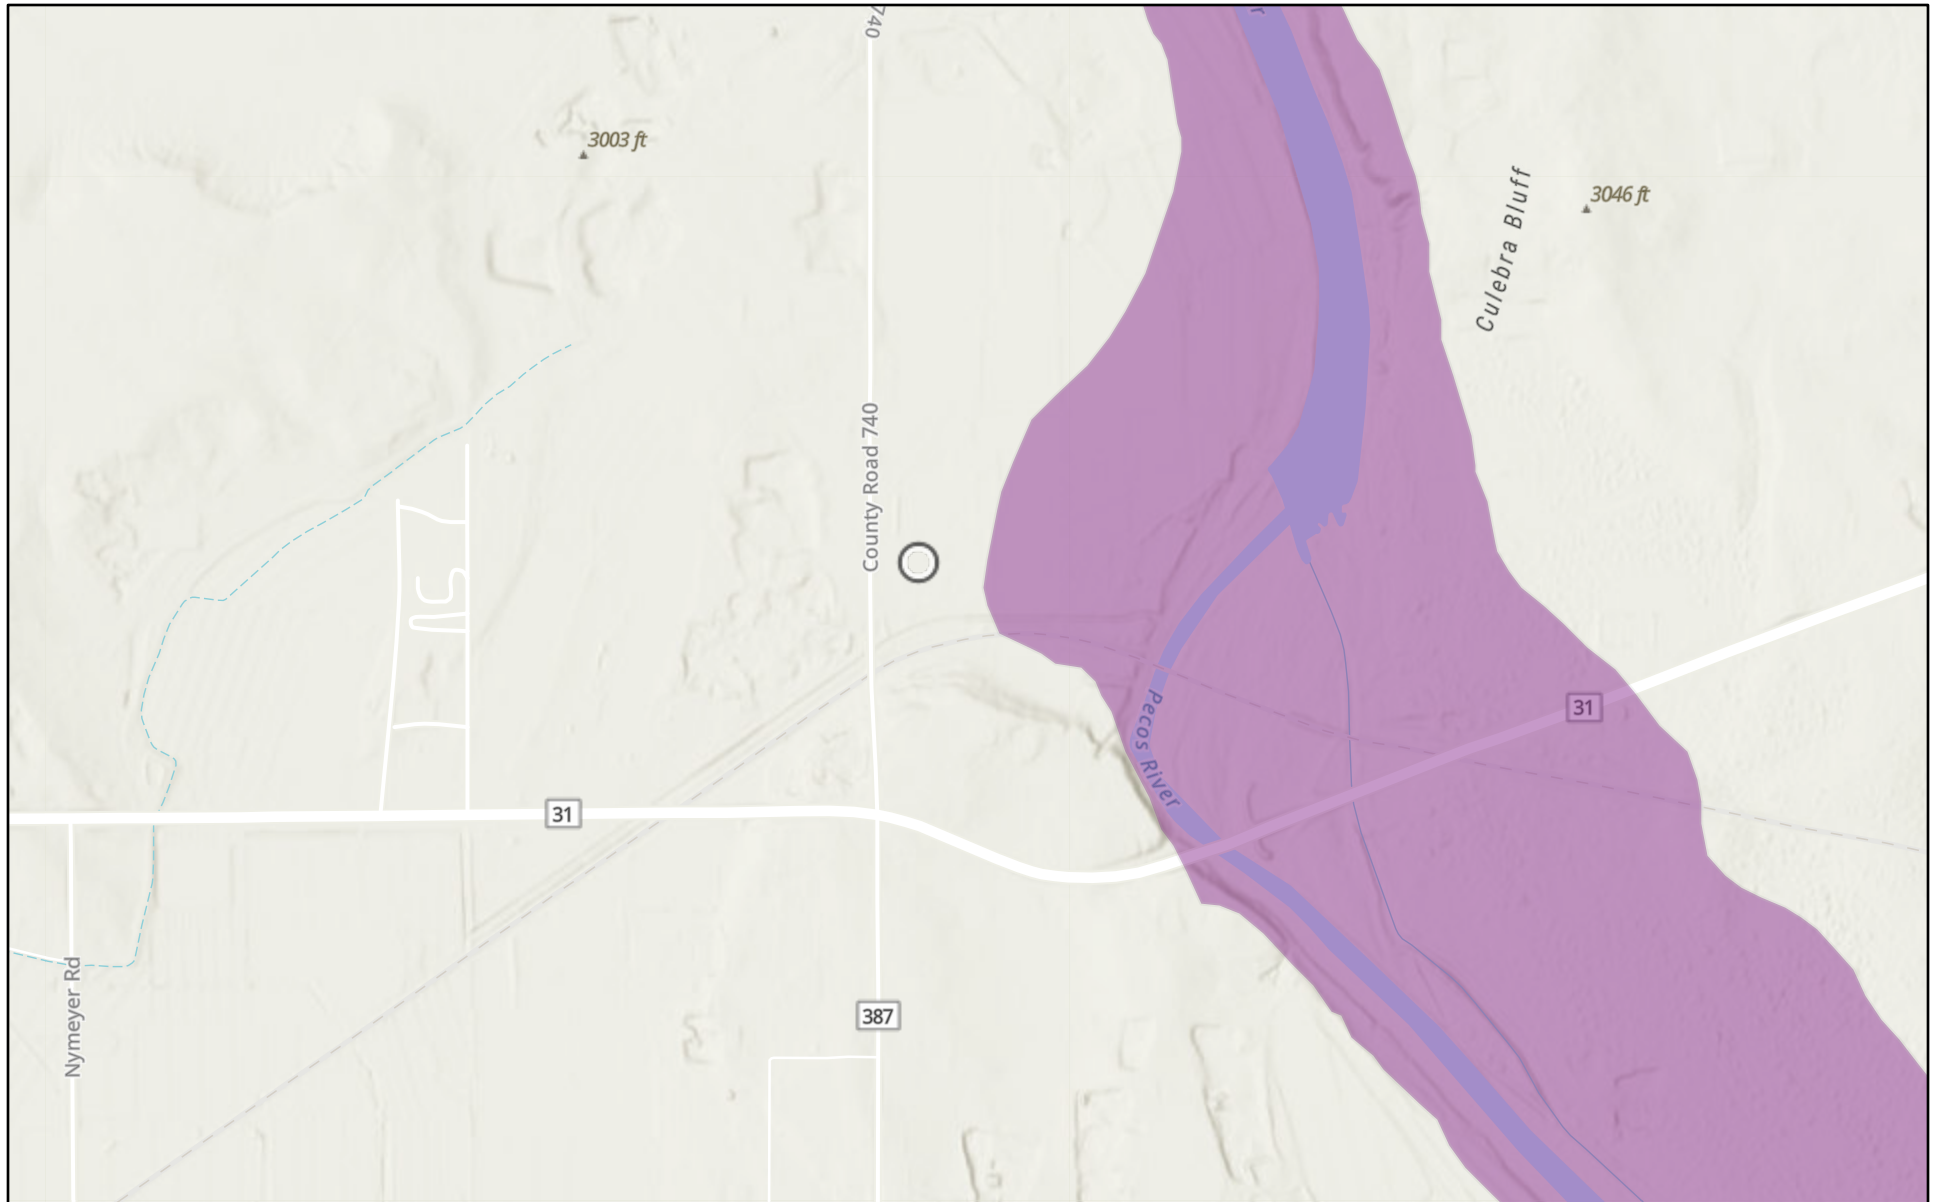 740
r
3003 ft
3046 ft
Culebra Bluff
County Road 740
31
Pecos River
31
387
Nymeyer Rd